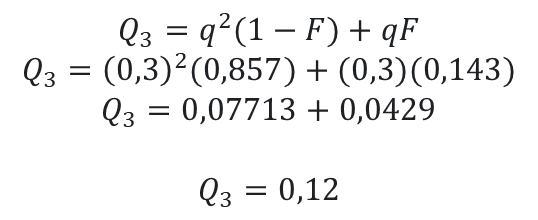 Q₃ = q²(1 − F) + qF
Q₃ = (0,3)²(0,857) + (0,3)(0,143)
Q₃ = 0,07713 + 0,0429
Q₃ = 0,12